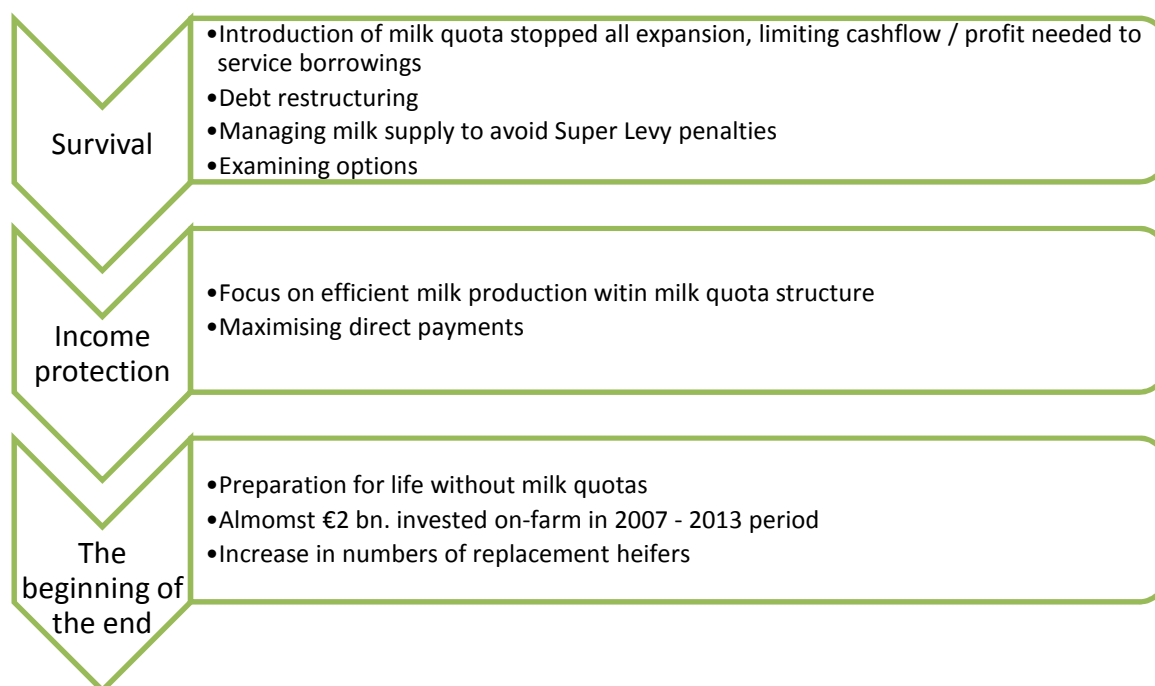 Survival
•Introduction of milk quota stopped all expansion, limiting cashflow / profit needed to
service borrowings
•Debt restructuring
•Managing milk supply to avoid Super Levy penalties
•Examining options
Income
protection
•Focus on efficient milk production witin milk quota structure
•Maximising direct payments
The
beginning of
the end
•Preparation for life without milk quotas
•Almomst €2 bn. invested on-farm in 2007 - 2013 period
•Increase in numbers of replacement heifers